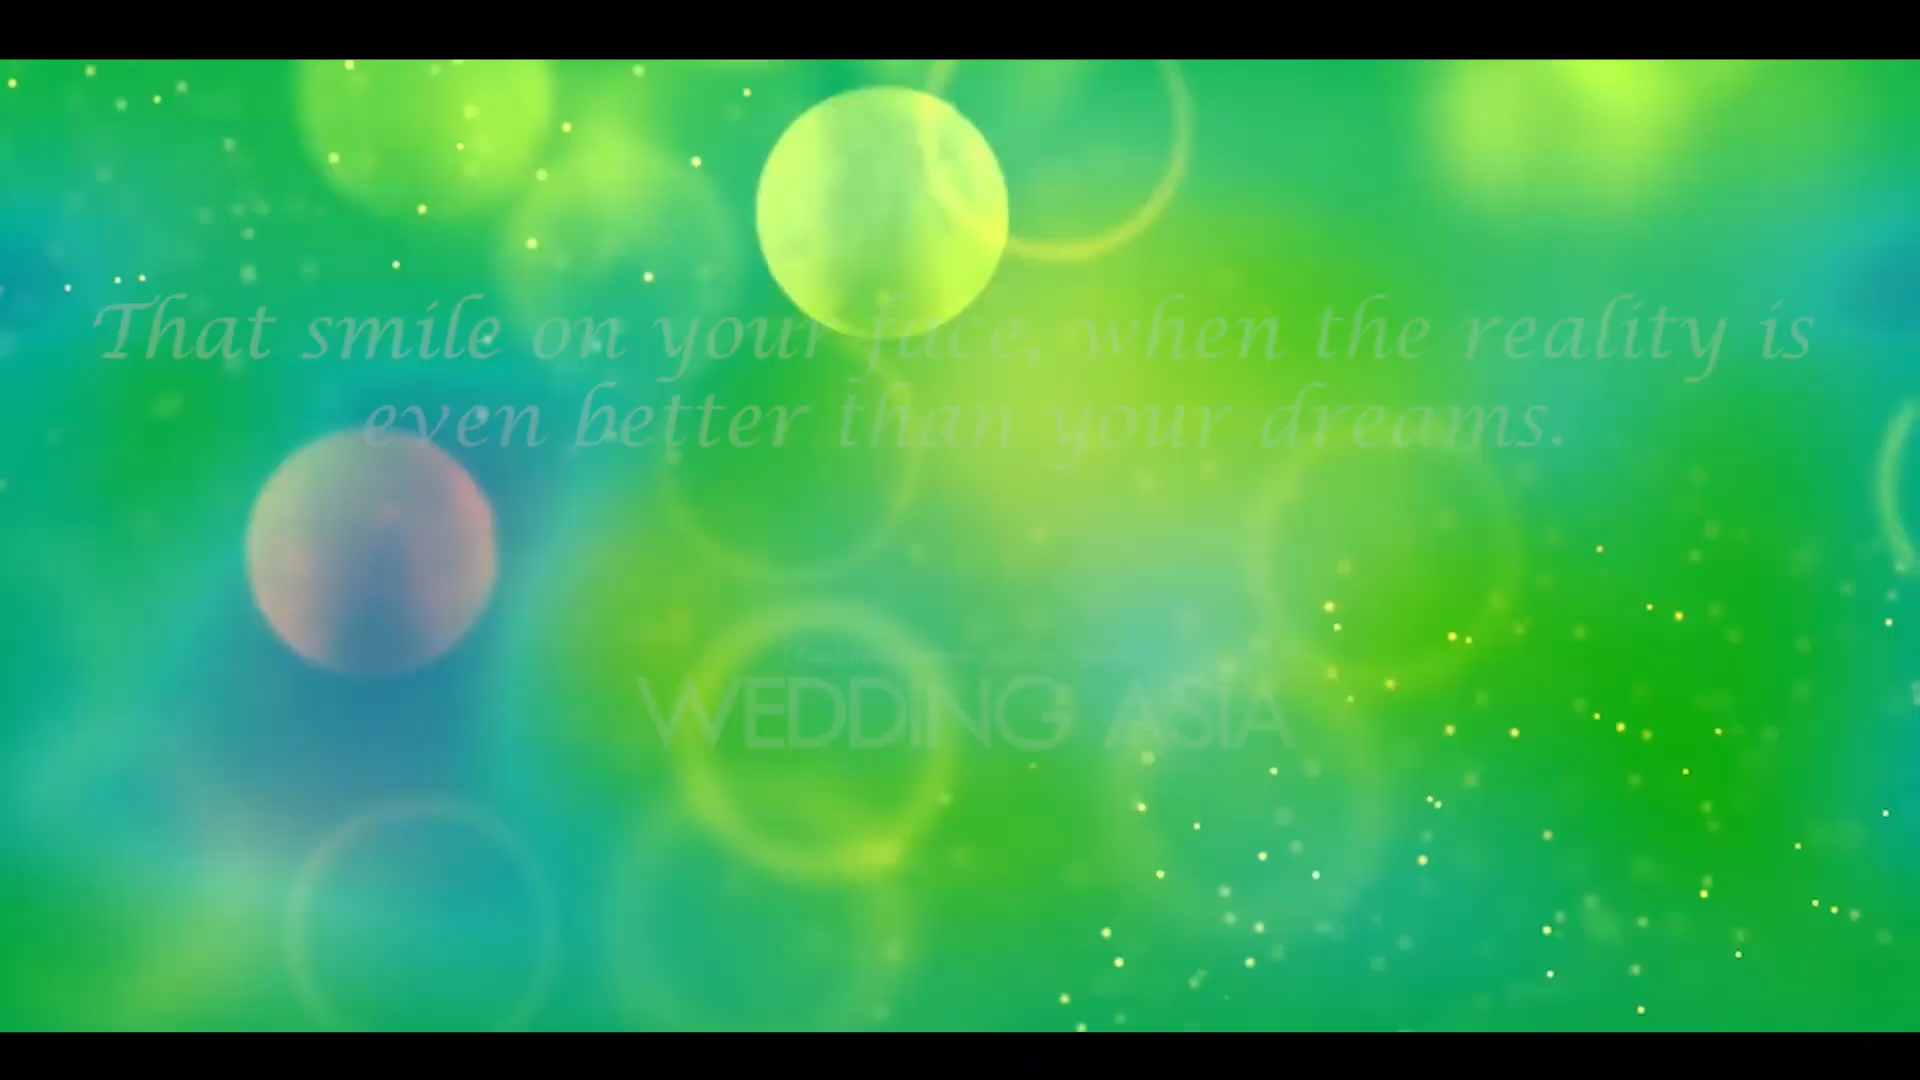 That smile on your face, when the reality is
even better than your dreams.
WEDDING ASIA